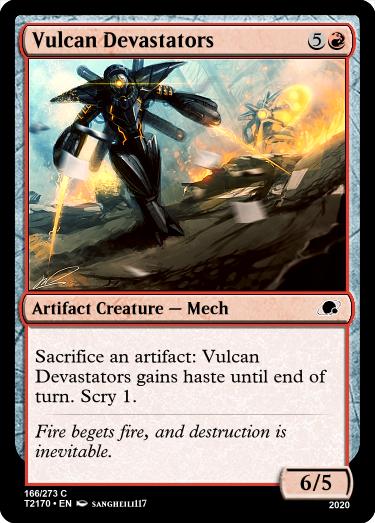 Vulcan Devastators 5
Artifact Creature — Mech
Sacrifice an artifact: Vulcan
Devastators gains haste until end of
turn. Scry 1.
Fire begets fire, and destruction is
inevitable.
6/5
166/273 C
T2170 • EN SANGHEILI117
2020